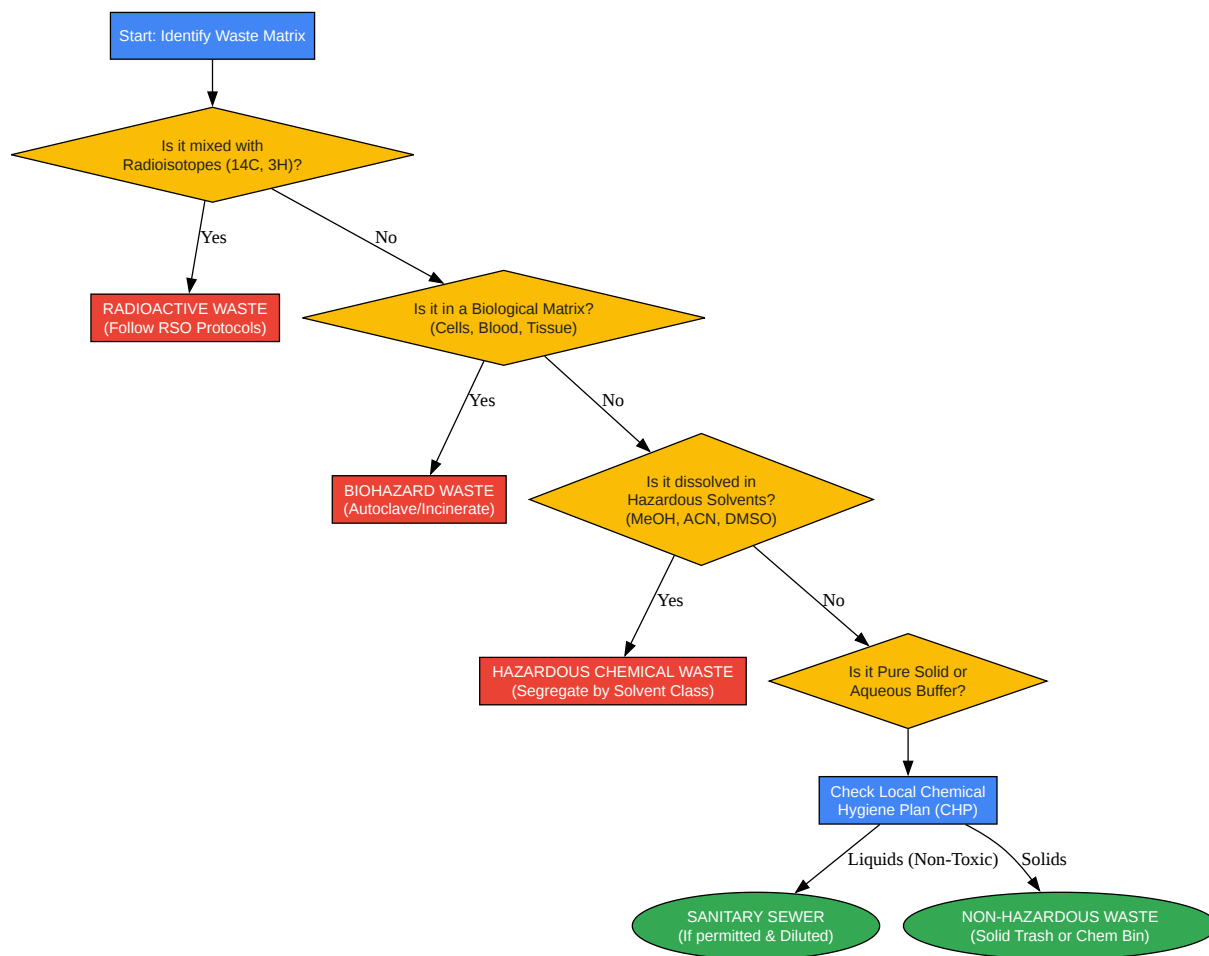 Start: Identify Waste Matrix
Is it mixed with
Radioisotopes (14C, 3H)?
Yes
No
RADIOACTIVE WASTE
(Follow RSO Protocols)
Is it in a Biological Matrix?
(Cells, Blood, Tissue)
Yes
No
BIOHAZARD WASTE
(Autoclave/Incinerate)
Is it dissolved in
Hazardous Solvents?
(MeOH, ACN, DMSO)
Yes
No
HAZARDOUS CHEMICAL WASTE
(Segregate by Solvent Class)
Is it Pure Solid or
Aqueous Buffer?
Check Local Chemical
Hygiene Plan (CHP)
Liquids (Non-Toxic)
Solids
SANITARY SEWER
(If permitted & Diluted)
NON-HAZARDOUS WASTE
(Solid Trash or Chem Bin)